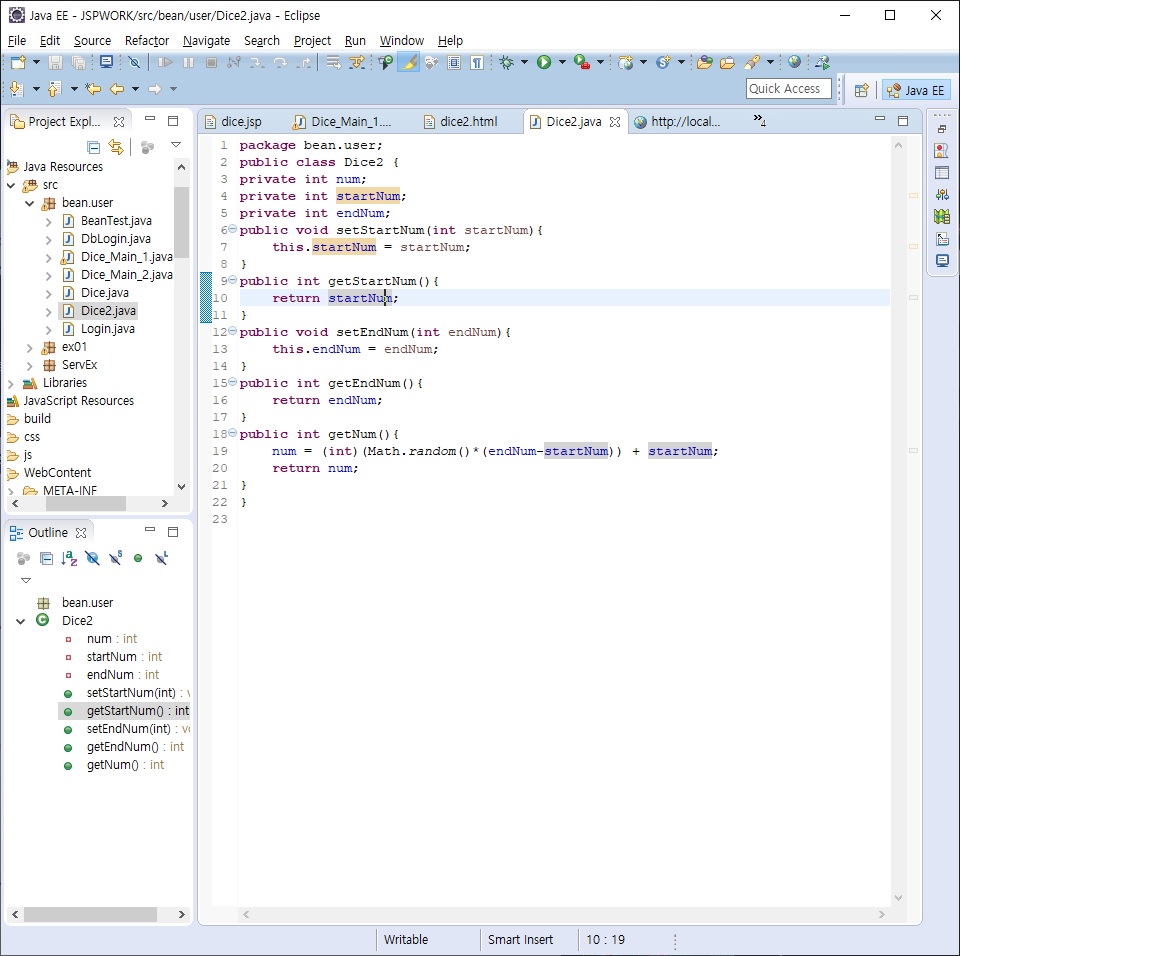 Java EE - JSPWORK/src/bean/user/Dice2.java - Eclipse
File Edit Source Refactor Navigate Search Project Run Window Help
Quick Access
Java EE
Project Expl...
Java Resources
src
bean.user
BeanTest.java
DbLogin.java
Dice_Main_1.java
Dice_Main_2.java
Dice.java
Dice2.java
Login.java
ex01
ServEx
Libraries
JavaScript Resources
build
css
js
WebContent
META-INF
Outline
bean.user
Dice2
num : int
startNum : int
endNum : int
setStartNum(int) : v
getStartNum() : int
setEndNum(int) : vo
getEndNum() : int
getNum() : int
dice.jsp Dice_Main_1.... dice2.html Dice2.java http://local... »4
1 package bean.user;
2 public class Dice2 {
3 private int num;
4 private int startNum;
5 private int endNum;
6 public void setStartNum(int startNum){
7 this.startNum = startNum;
8 }
9 public int getStartNum(){
10 return startNum;
11 }
12 public void setEndNum(int endNum){
13 this.endNum = endNum;
14 }
15 public int getEndNum(){
16 return endNum;
17 }
18 public int getNum(){
19 num = (int)(Math.random()*(endNum-startNum)) + startNum;
20 return num;
21 }
22 }
23
Writable Smart Insert 10 : 19